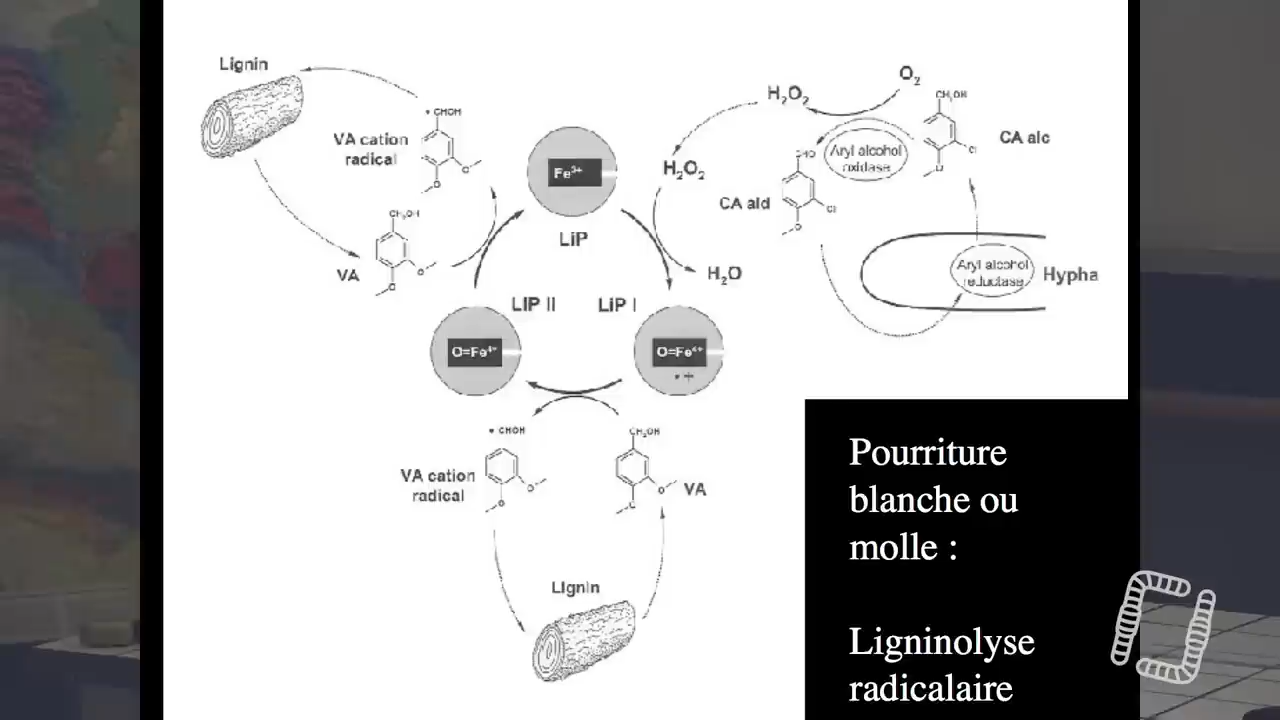 Lignin
VA cation
radical
• CHOH
O
O
CH₂OH
VA
O
O
Fe³⁺
LiP
H₂O₂
O₂
H₂O₂
H₂O
CH₂OH
CA alc
Cl
O
Aryl alcohol
oxidase
CHO
CA ald
Cl
O
Aryl alcohol
reductase
Hypha
LiP II
LiP I
O=Fe⁴⁺
O=Fe⁴⁺
• +
• CHOH
VA cation
radical
O
O
CH₂OH
VA
O
O
Lignin
Pourriture
blanche ou
molle :
Ligninolyse
radicalaire